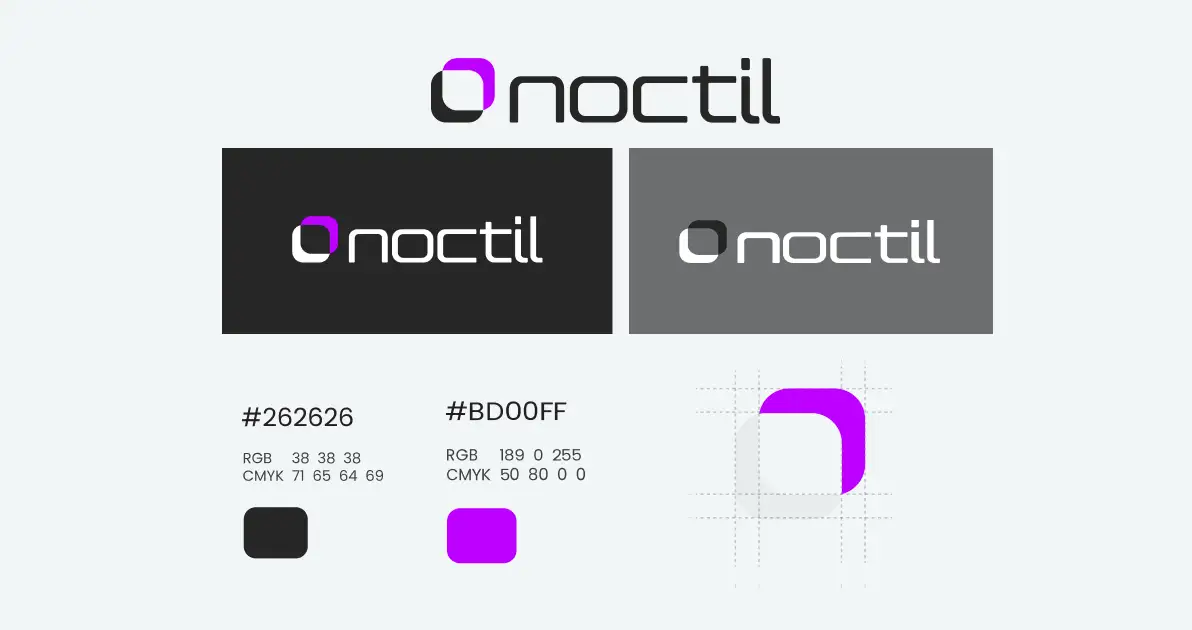 noctil
noctil
noctil
#262626
RGB 38 38 38
CMYK 71 65 64 69
#BD00FF
RGB 189 0 255
CMYK 50 80 0 0